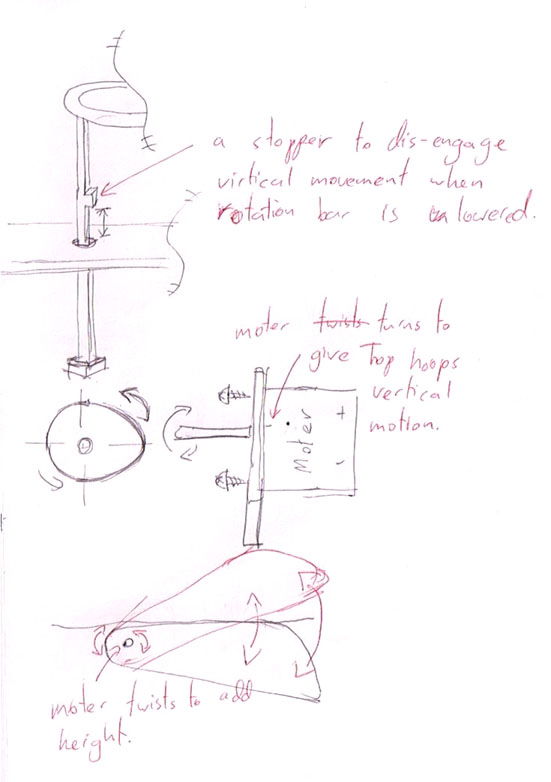 a stopper to dis-engage
virtical movement when
rotation bar is lowered.
moter twists turns to
give Top hoops
vertical
motion.
Moter
+
-
moter twists to add
height.